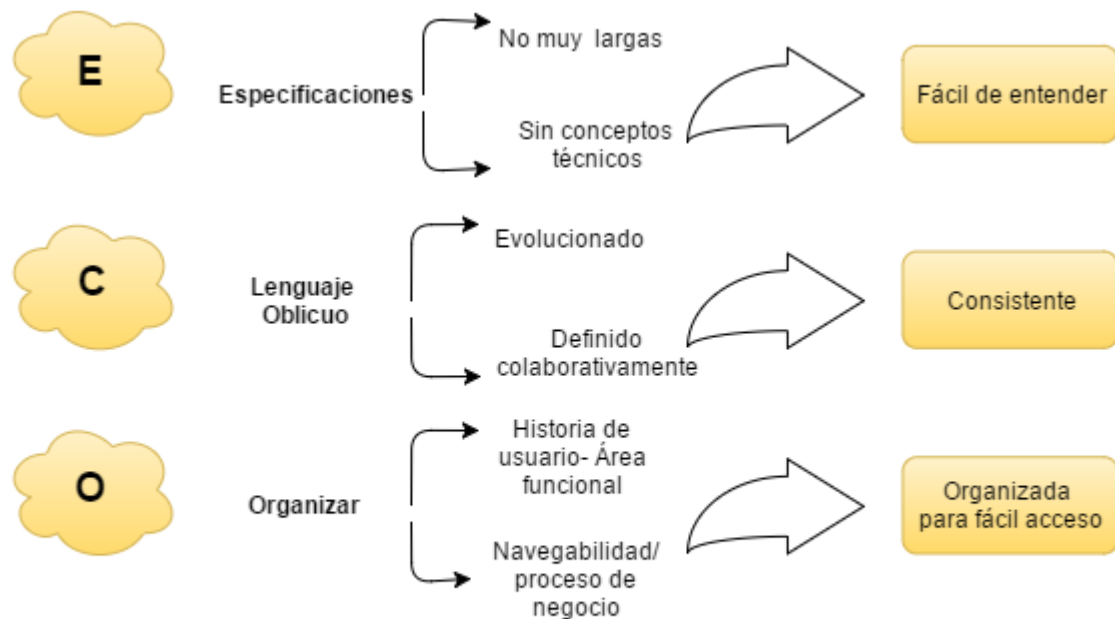 E
Especificaciones
No muy largas
Sin conceptos
técnicos
Fácil de entender
C
Lenguaje
Oblicuo
Evolucionado
Definido
colaborativamente
Consistente
O
Organizar
Historia de
usuario- Área
funcional
Navegabilidad/
proceso de
negocio
Organizada
para fácil acceso